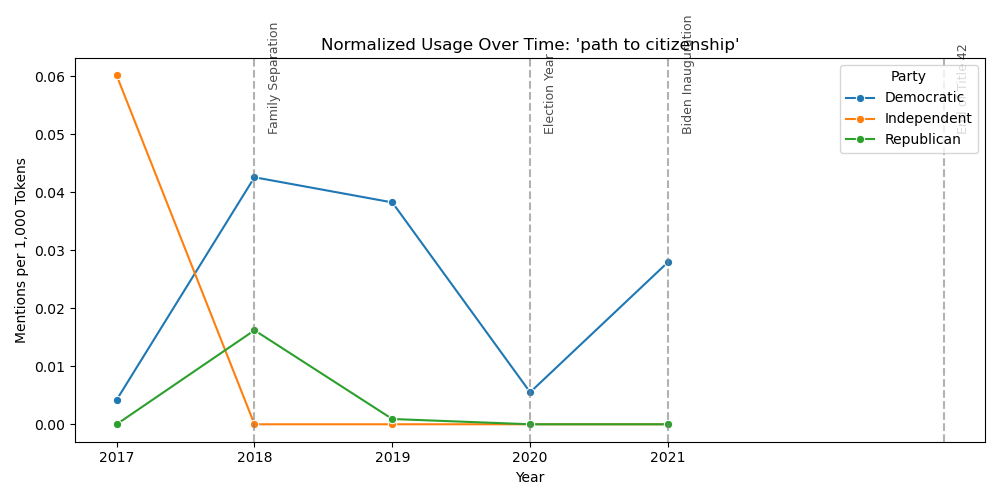 Normalized Usage Over Time: 'path to citizenship'
Family Separation
Election Year
Biden Inauguration
Title 42
Party
Democratic
Independent
Republican
Mentions per 1,000 Tokens
0.06
0.05
0.04
0.03
0.02
0.01
0.00
2017
2018
2019
2020
2021
Year